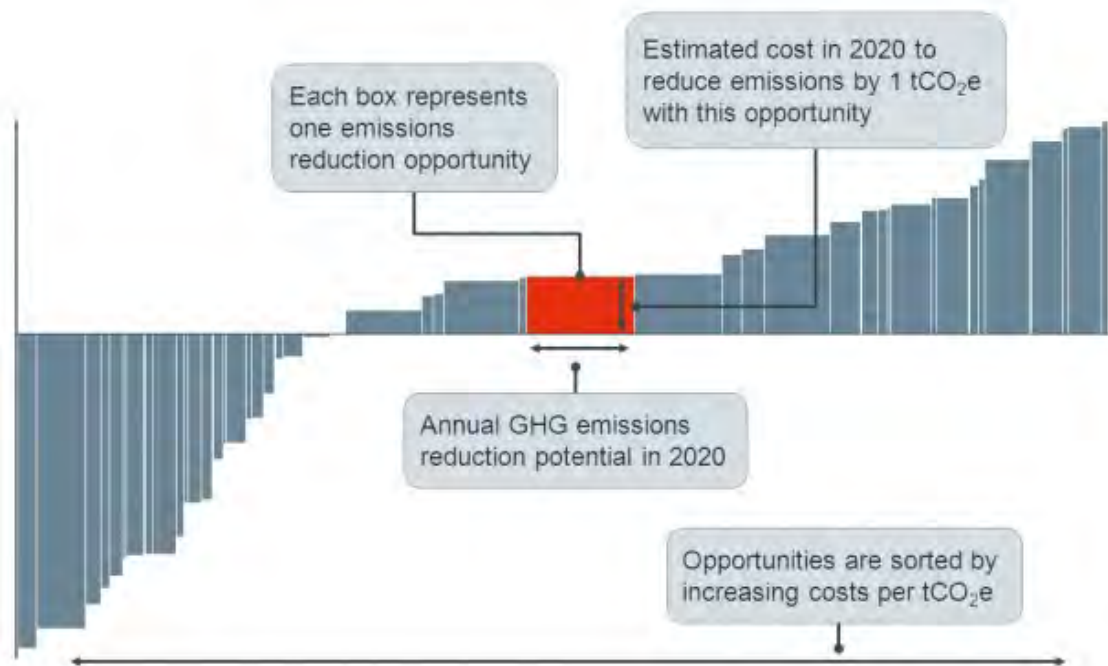 Estimated cost in 2020 to
reduce emissions by 1 tCO₂e
with this opportunity
Each box represents
one emissions
reduction opportunity
Annual GHG emissions
reduction potential in 2020
Opportunities are sorted by
increasing costs per tCO₂e